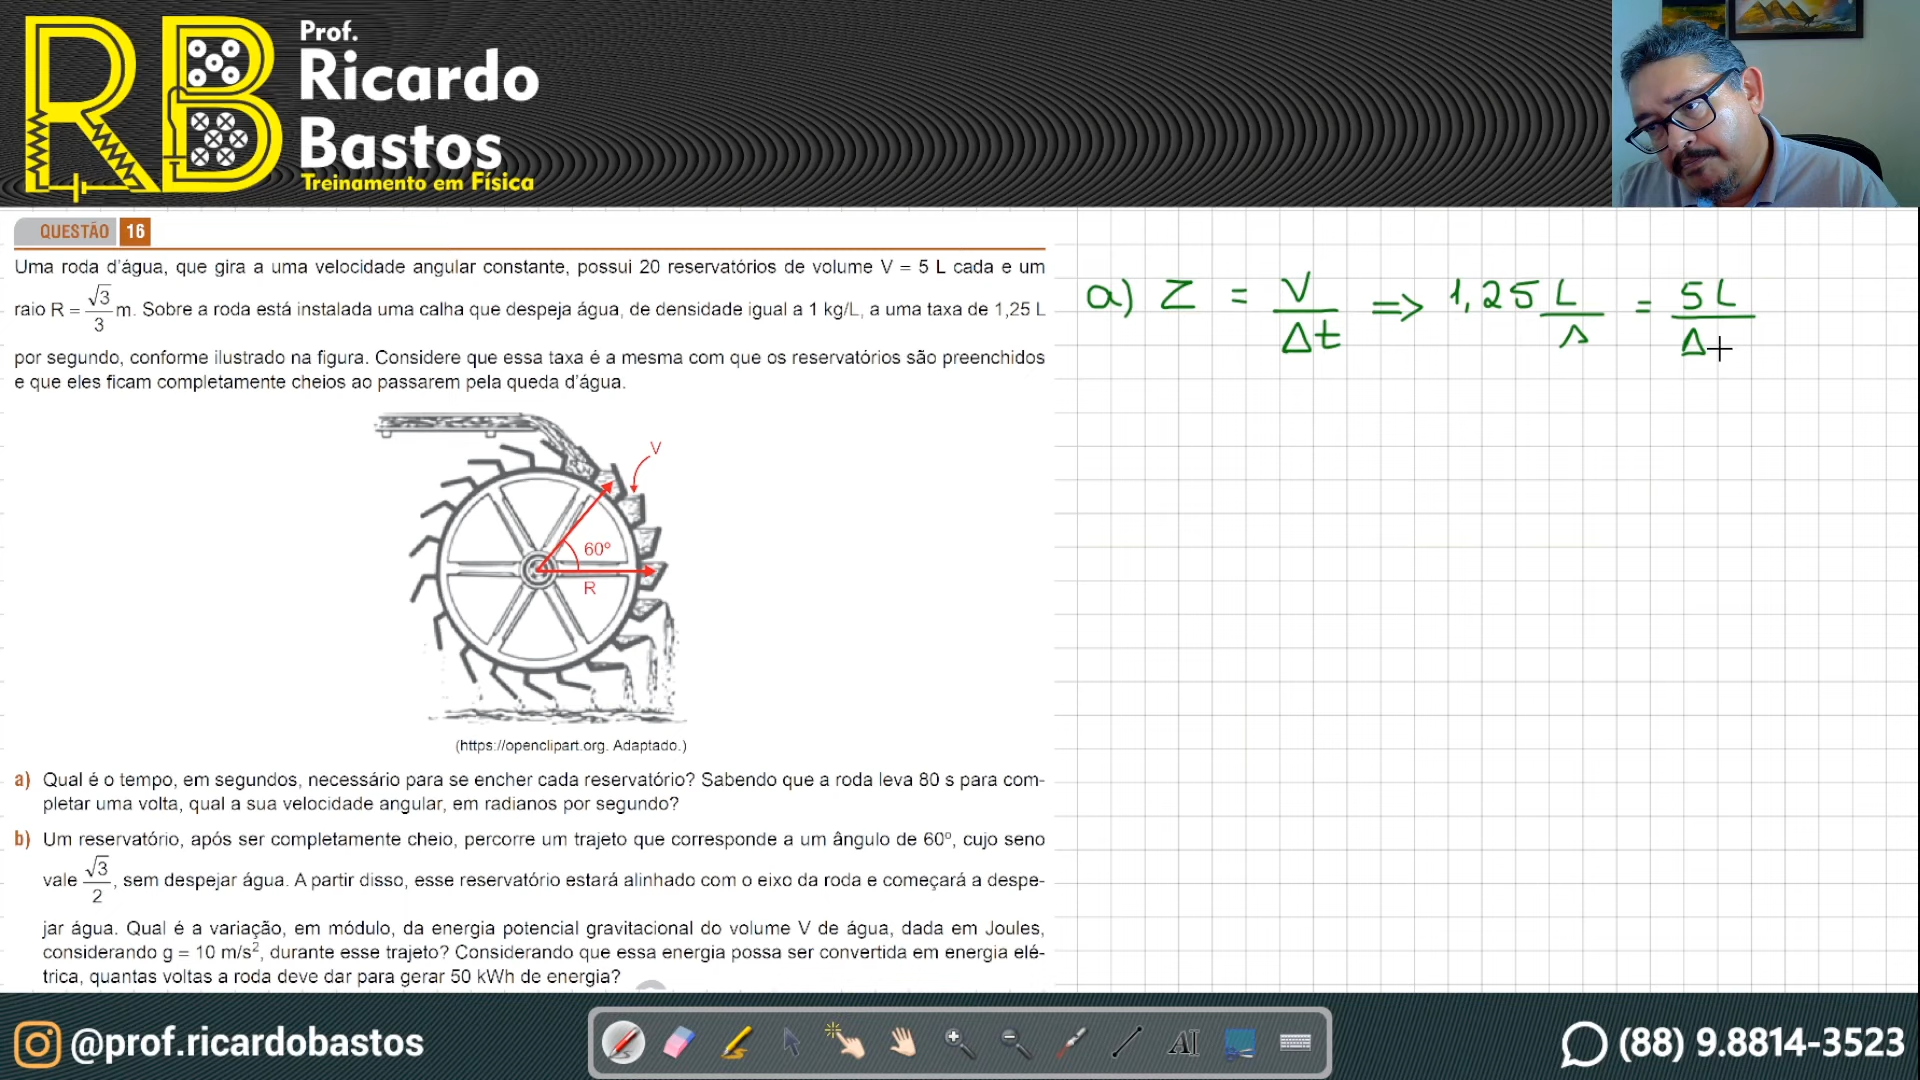 RB
Prof.
Ricardo
Bastos
Treinamento em Física
QUESTÃO 16
Uma roda d'água, que gira a uma velocidade angular constante, possui 20 reservatórios de volume V = 5 L cada e um
raio R = √3/3 m. Sobre a roda está instalada uma calha que despeja água, de densidade igual a 1 kg/L, a uma taxa de 1,25 L
por segundo, conforme ilustrado na figura. Considere que essa taxa é a mesma com que os reservatórios são preenchidos
e que eles ficam completamente cheios ao passarem pela queda d'água.
V
60º
R
(https://openclipart.org. Adaptado.)
a) Qual é o tempo, em segundos, necessário para se encher cada reservatório? Sabendo que a roda leva 80 s para com-
pletar uma volta, qual a sua velocidade angular, em radianos por segundo?
b) Um reservatório, após ser completamente cheio, percorre um trajeto que corresponde a um ângulo de 60º, cujo seno
vale √3/2, sem despejar água. A partir disso, esse reservatório estará alinhado com o eixo da roda e começará a despe-
jar água. Qual é a variação, em módulo, da energia potencial gravitacional do volume V de água, dada em Joules,
considerando g = 10 m/s², durante esse trajeto? Considerando que essa energia possa ser convertida em energia elé-
trica, quantas voltas a roda deve dar para gerar 50 kWh de energia?
a) Z = V/Δt => 1,25 L/s = 5L/Δ
@prof.ricardobastos
AI
(88) 9.8814-3523